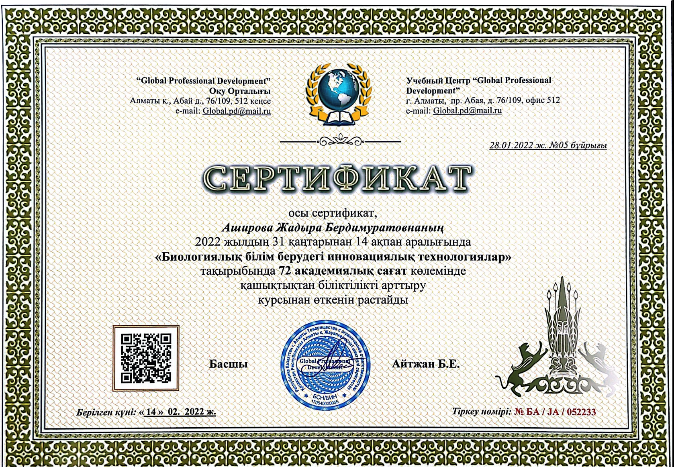 “Global Professional Development”
Оқу Орталығы
Алматы қ., Абай д., 76/109, 512 кеңсе
e-mail: Global.pd@mail.ru
Учебный Центр “Global Professional
Development”
г. Алматы, пр. Абая, д. 76/109, офис 512
e-mail: Global.pd@mail.ru
28.01.2022 ж. №05 бұйрығы
СЕРТИФИКАТ
осы сертификат,
Аширова Жадыра Бердимуратовнаның
2022 жылдың 31 қаңтарынан 14 ақпан аралығында
«Биологиялық білім берудегі инновациялық технологиялар»
тақырыбында 72 академиялық сағат көлемінде
қашықтықтан біліктілікті арттыру
курсынан өткенін растайды
Басшы
Global Professional
Development
Айтжан Б.Е.
Берілген күні: « 14 » 02. 2022 ж.
Тіркеу нөмірі: № БА / JA / 052233